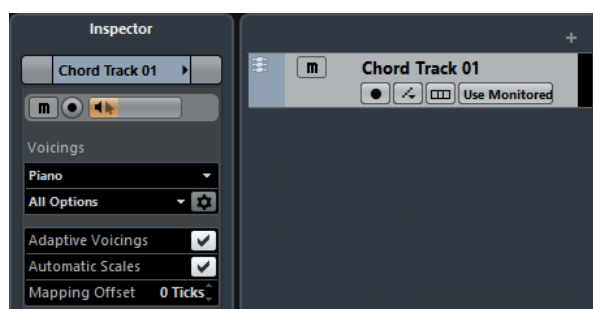 Inspector
Chord Track 01
m
Voicings
Piano
All Options
Adaptive Voicings
Automatic Scales
Mapping Offset 0 Ticks
+
m Chord Track 01
Use Monitored